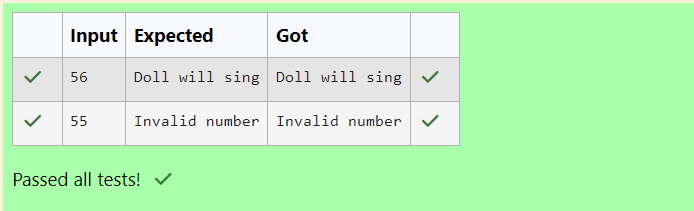 Input Expected Got
56 Doll will sing Doll will sing
55 Invalid number Invalid number
Passed all tests!